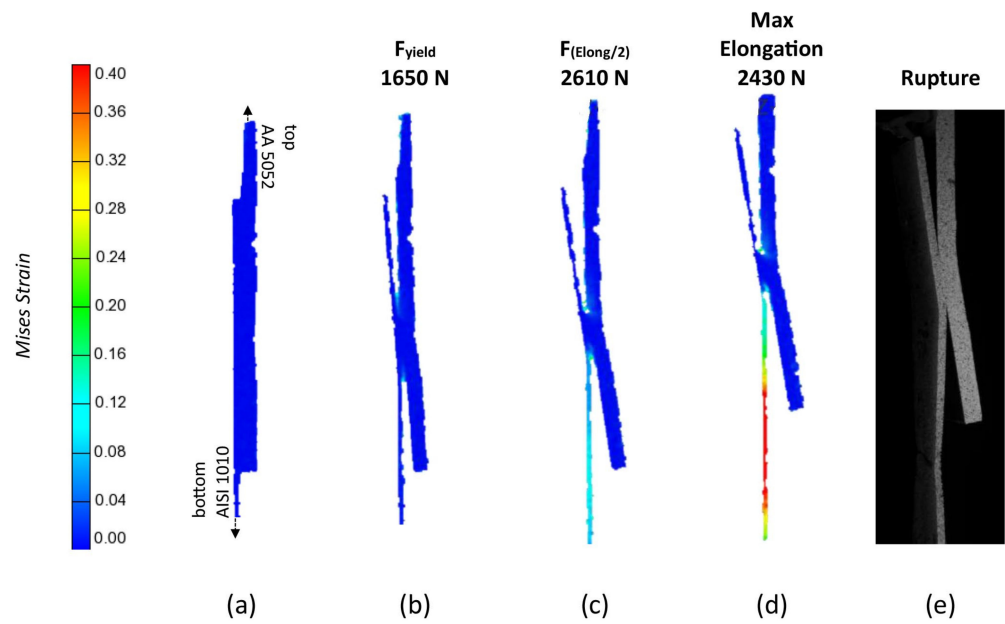 Max
F yield
F (Elong/2)
Elongation
1650 N
2610 N
2430 N
Rupture
0.40
0.36
0.32
0.28
0.24
0.20
0.16
0.12
0.08
0.04
0.00
Mises Strain
top
AA 5052
bottom
AISI 1010
(a)
(b)
(c)
(d)
(e)